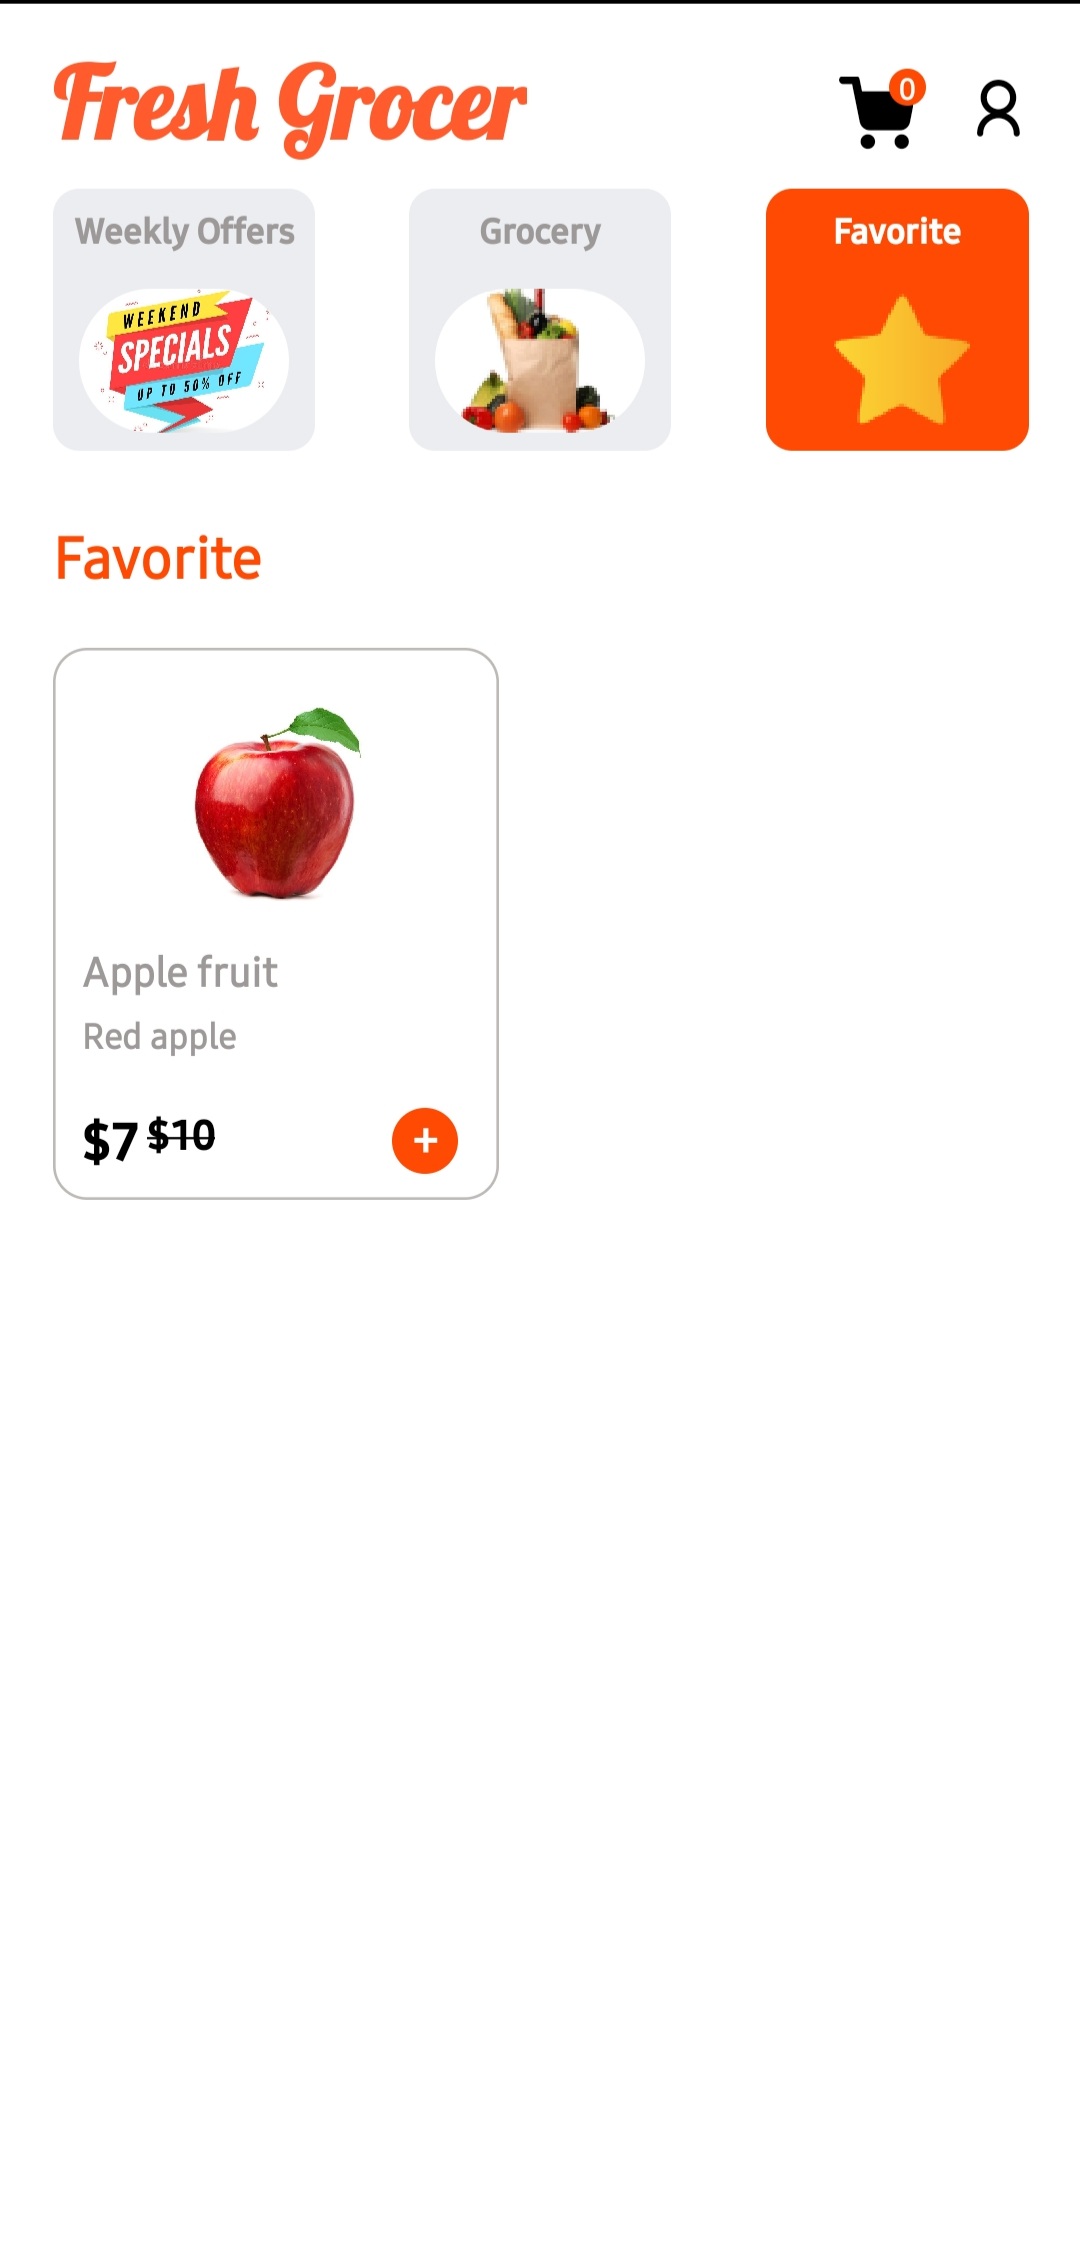 Fresh Grocer
0
Weekly Offers
Grocery
Favorite
WEEKEND
SPECIALS
UP TO 50% OFF
Favorite
Apple fruit
Red apple
$7 $10
+